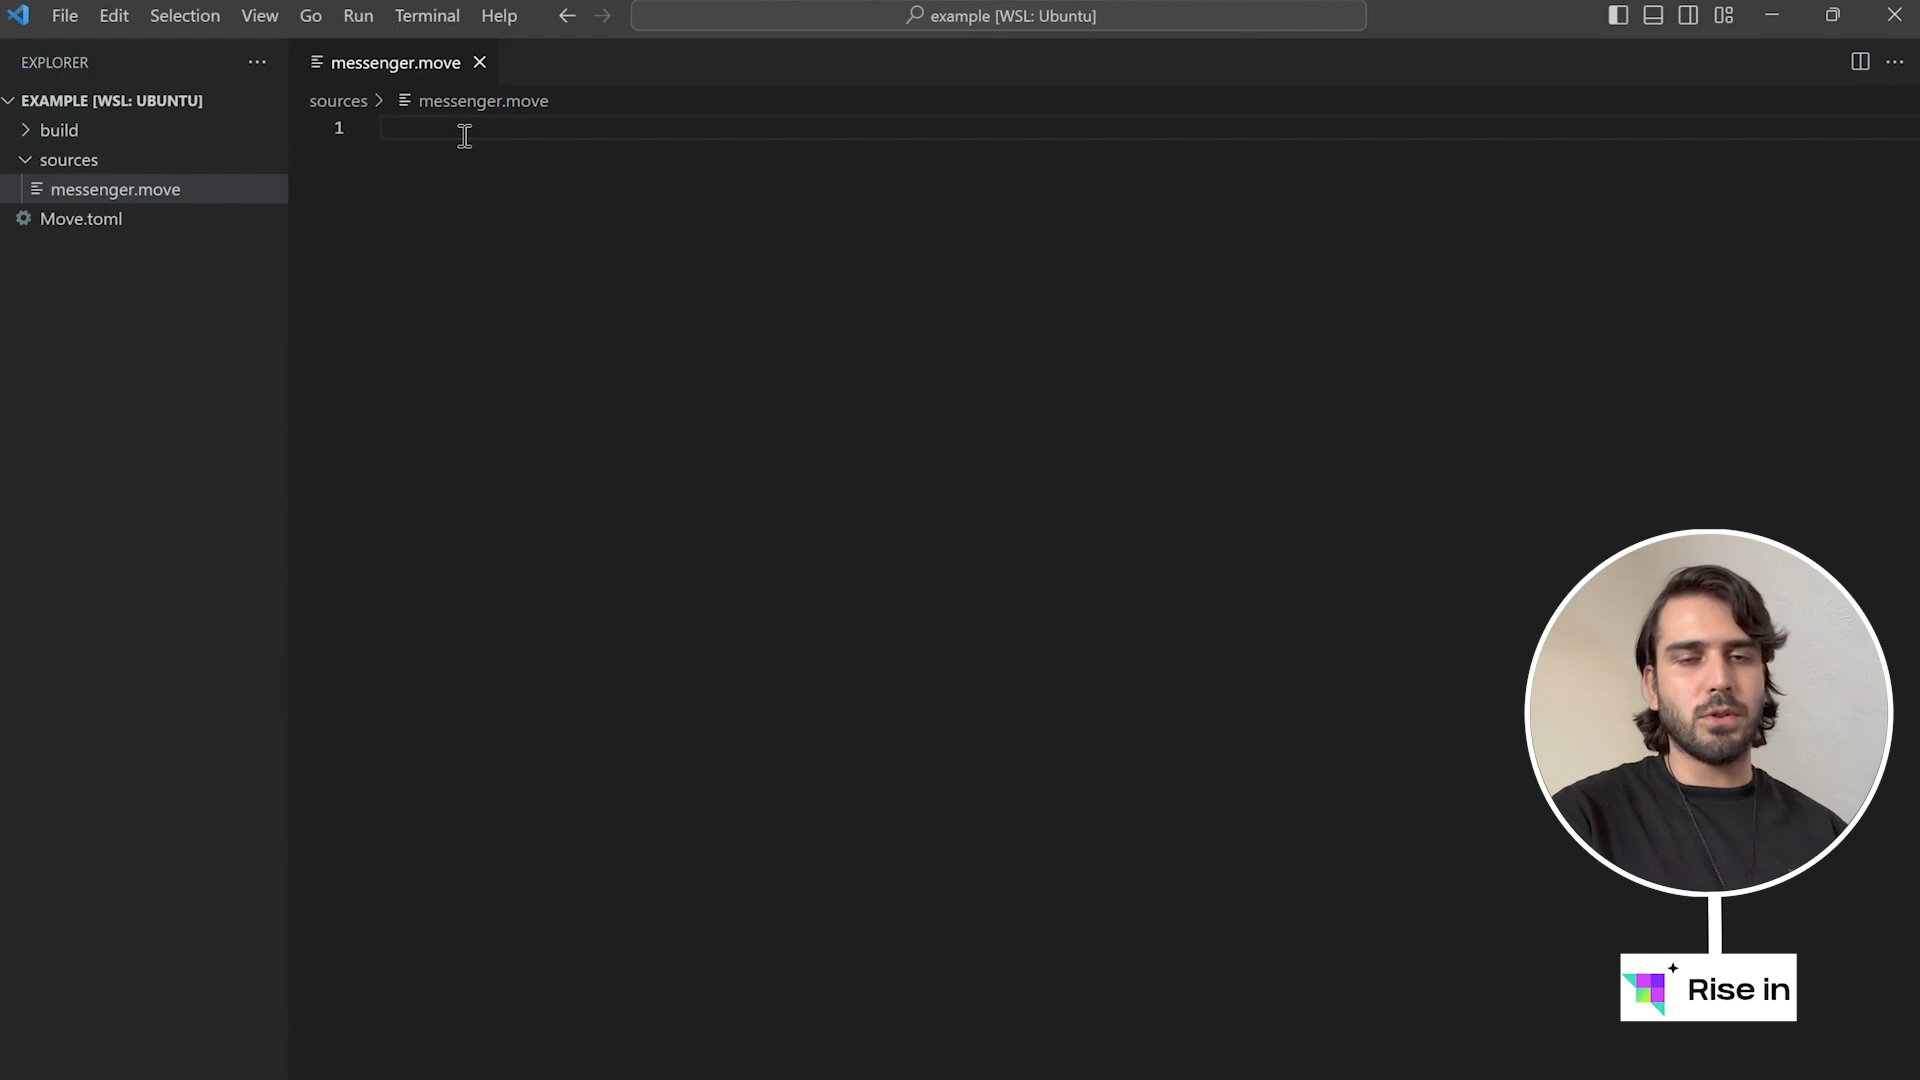 File Edit Selection View Go Run Terminal Help
example [WSL: Ubuntu]
EXPLORER
messenger.move
EXAMPLE [WSL: UBUNTU]
sources
messenger.move
build
1
sources
messenger.move
Move.toml
Rise in